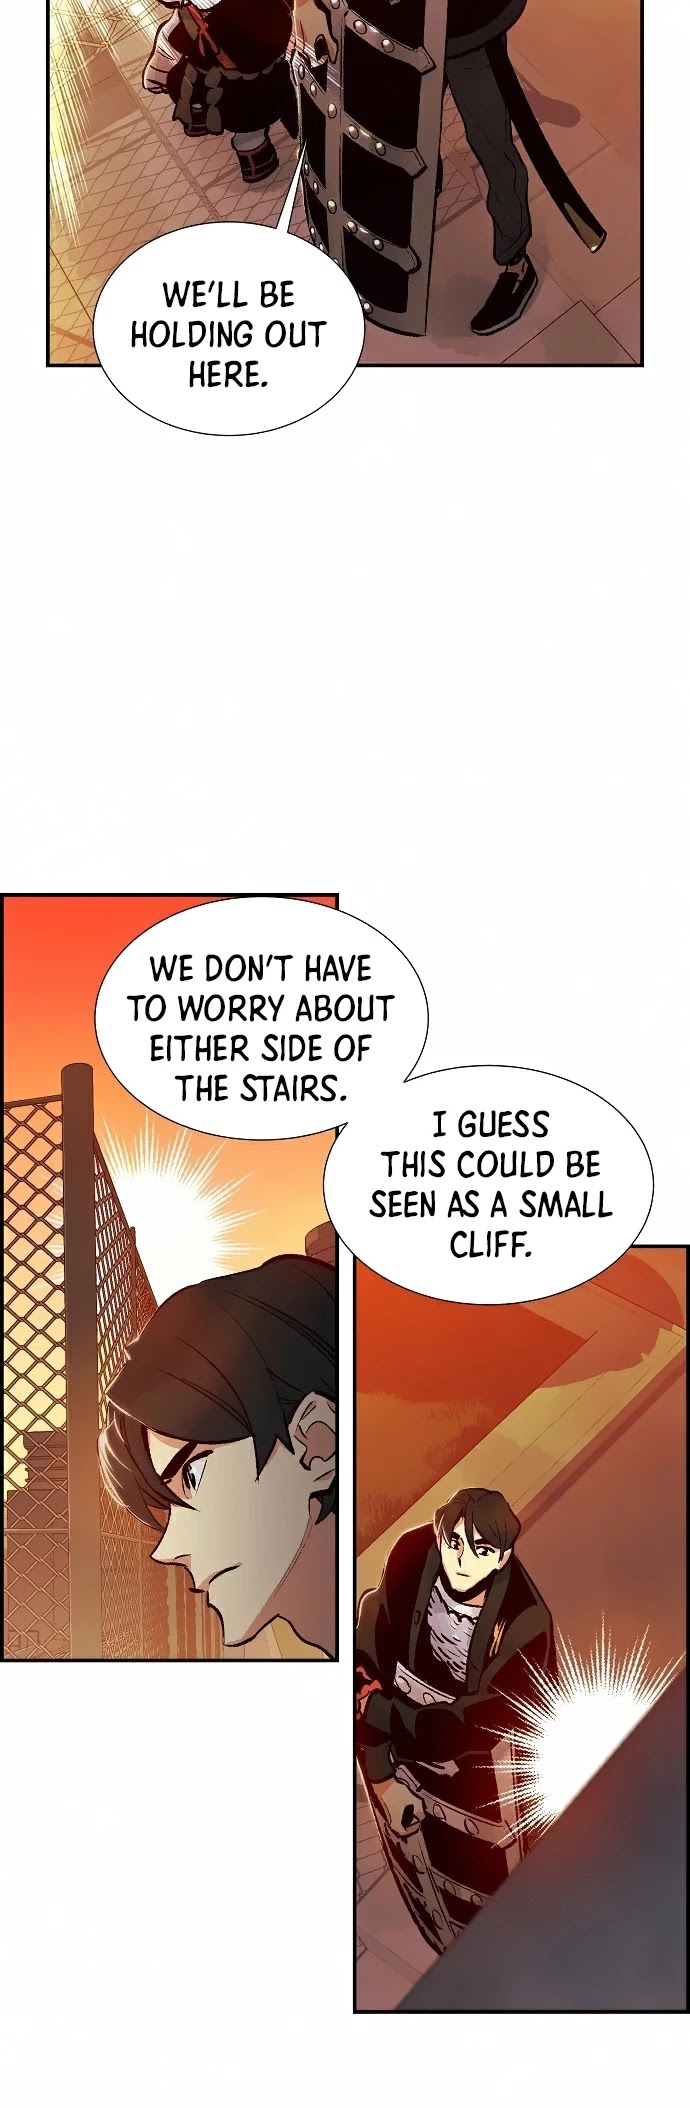 WE'LL BE
HOLDING OUT
HERE.
WE DON'T HAVE
TO WORRY ABOUT
EITHER SIDE OF
THE STAIRS.
I GUESS
THIS COULD BE
SEEN AS A SMALL
CLIFF.